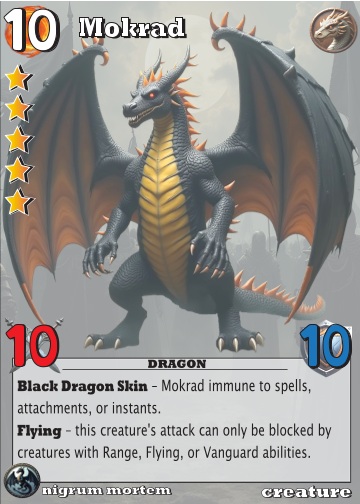 10 Mokrad
10
10
DRAGON
Black Dragon Skin - Mokrad immune to spells,
attachments, or instants.
Flying - this creature's attack can only be blocked by
creatures with Range, Flying, or Vanguard abilities.
nigrum mortem
creature